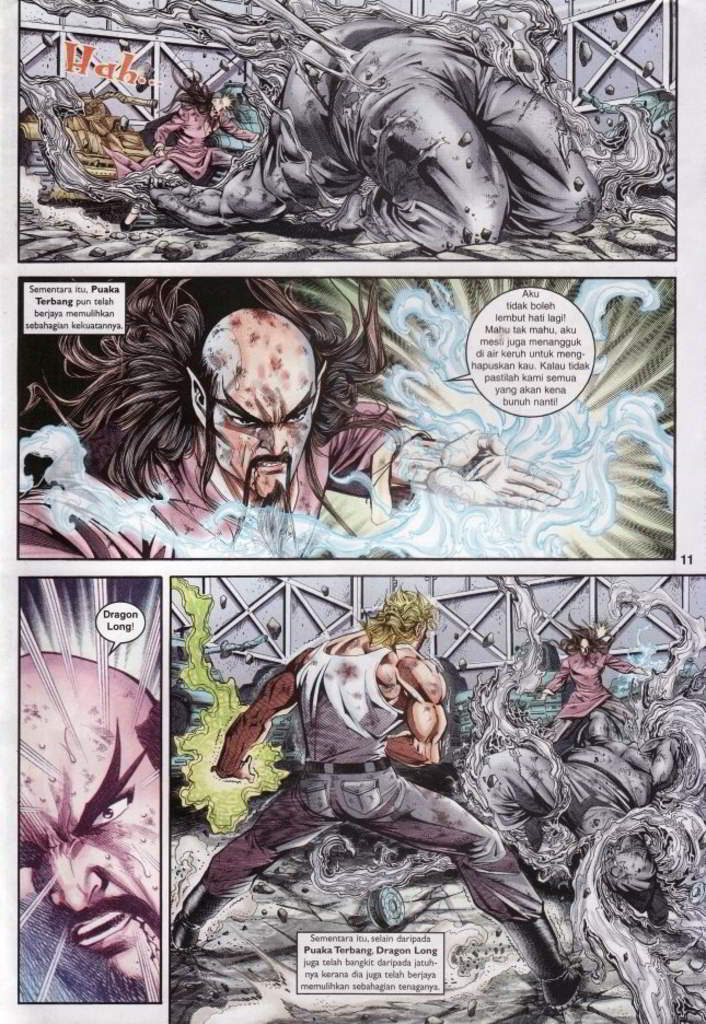 Hah...
Sementara itu, Puaka
Terbang pun telah
berjaya memulihkan
sebahagian kekuatannya.
Aku
tidak boleh
lembut hati lagi!
Mahu tak mahu, aku
mesti juga menangguk
di air keruh untuk meng-
hapuskan kau. Kalau tidak
pastilah kami semua
yang akan kena
bunuh nanti!
11
Dragon
Long!
Sementara itu, selain daripada
Puaka Terbang, Dragon Long
juga telah bangkit daripada jatuh-
nya kerana dia juga telah berjaya
memulihkan sebahagian tenaganya.